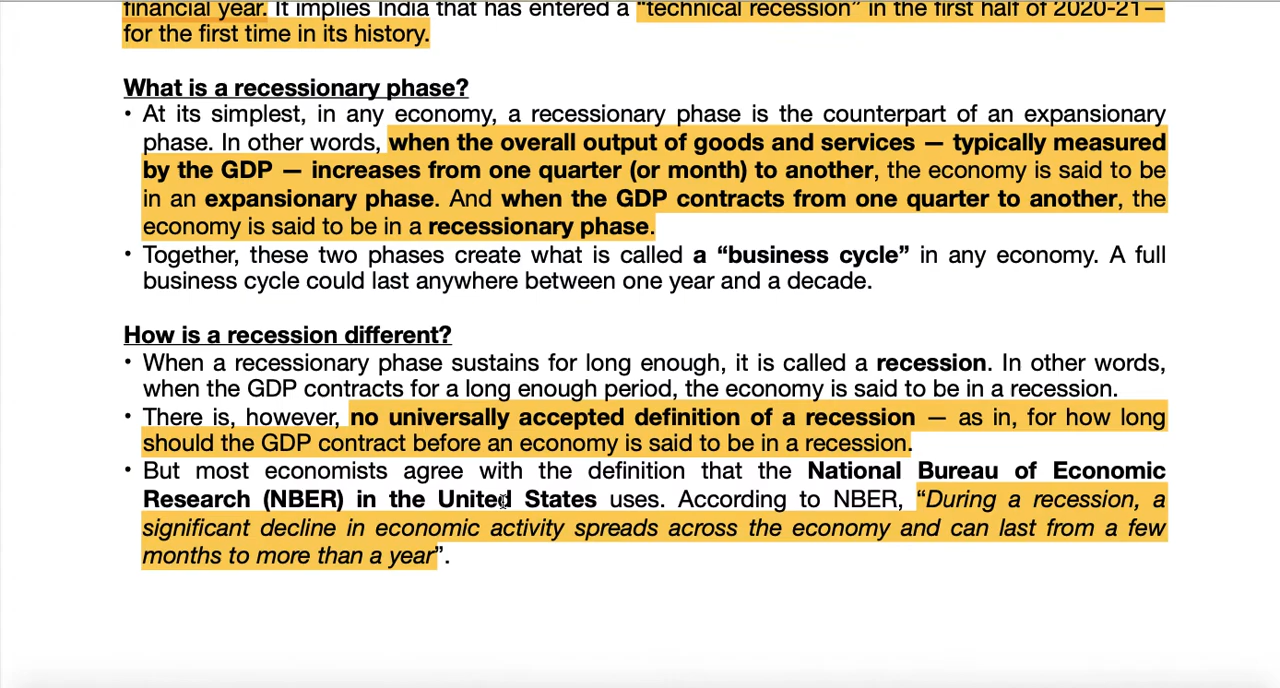 financial year. It implies India that has entered a “technical recession” in the first half of 2020-21—
for the first time in its history.
What is a recessionary phase?
• At its simplest, in any economy, a recessionary phase is the counterpart of an expansionary
phase. In other words, when the overall output of goods and services — typically measured
by the GDP — increases from one quarter (or month) to another, the economy is said to be
in an expansionary phase. And when the GDP contracts from one quarter to another, the
economy is said to be in a recessionary phase.
• Together, these two phases create what is called a “business cycle” in any economy. A full
business cycle could last anywhere between one year and a decade.
How is a recession different?
• When a recessionary phase sustains for long enough, it is called a recession. In other words,
when the GDP contracts for a long enough period, the economy is said to be in a recession.
• There is, however, no universally accepted definition of a recession — as in, for how long
should the GDP contract before an economy is said to be in a recession.
• But most economists agree with the definition that the National Bureau of Economic
Research (NBER) in the United States uses. According to NBER, “During a recession, a
significant decline in economic activity spreads across the economy and can last from a few
months to more than a year”.